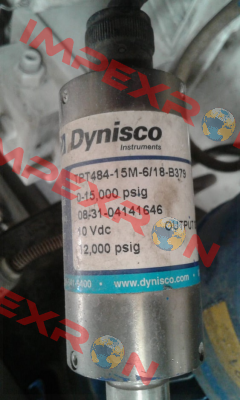 Dynisco
Instruments
PT484-15M-6/18-B379
0-15,000 psig
08-31-04141646
10 Vdc OUTPUT
12,000 psig
www.dynisco.com
IMPEXRON
IMPEXRON
IMPEXRON